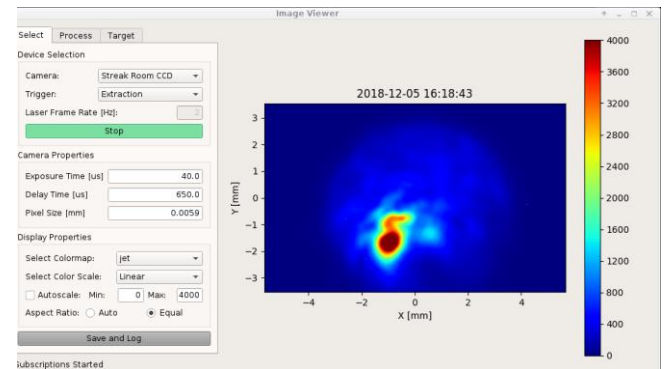 Image Viewer
Select Process Target
Device Selection
Camera: Streak Room CCD
Trigger: Extraction
Laser Frame Rate [Hz]: 2
Stop
Camera Properties
Exposure Time [us] 40.0
Delay Time [us] 650.0
Pixel Size [mm] 0.0059
Display Properties
Select Colormap: jet
Select Color Scale: Linear
Autoscale: Min: 0 Max: 4000
Aspect Ratio: Auto Equal
Save and Log
Subscriptions Started
2018-12-05 16:18:43
Y [mm]
3
2
1
0
−1
−2
−3
−4 −2 0 2 4
X [mm]
4000
3600
3200
2800
2400
2000
1600
1200
800
400
0